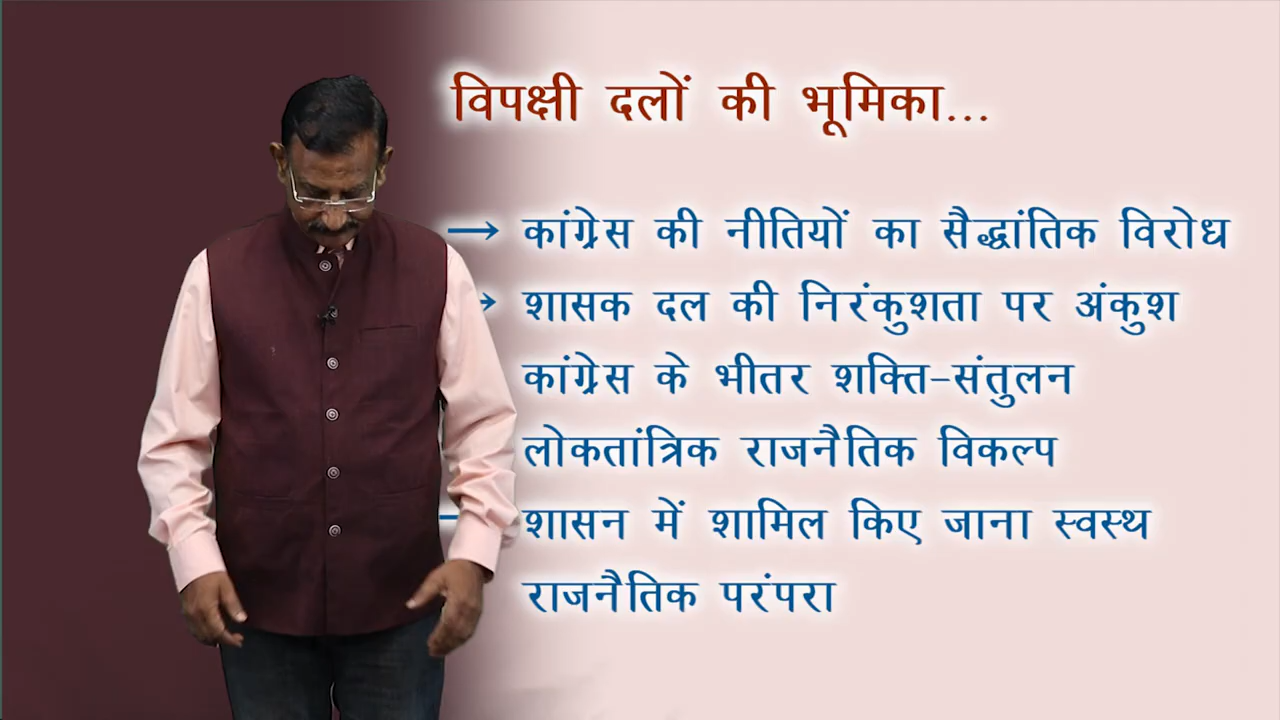 विपक्षी दलों की भूमिका...
→ कांग्रेस की नीतियों का सैद्धांतिक विरोध
→ शासक दल की निरंकुशता पर अंकुश
कांग्रेस के भीतर शक्ति-संतुलन
लोकतांत्रिक राजनैतिक विकल्प
शासन में शामिल किए जाना स्वस्थ
राजनैतिक परंपरा